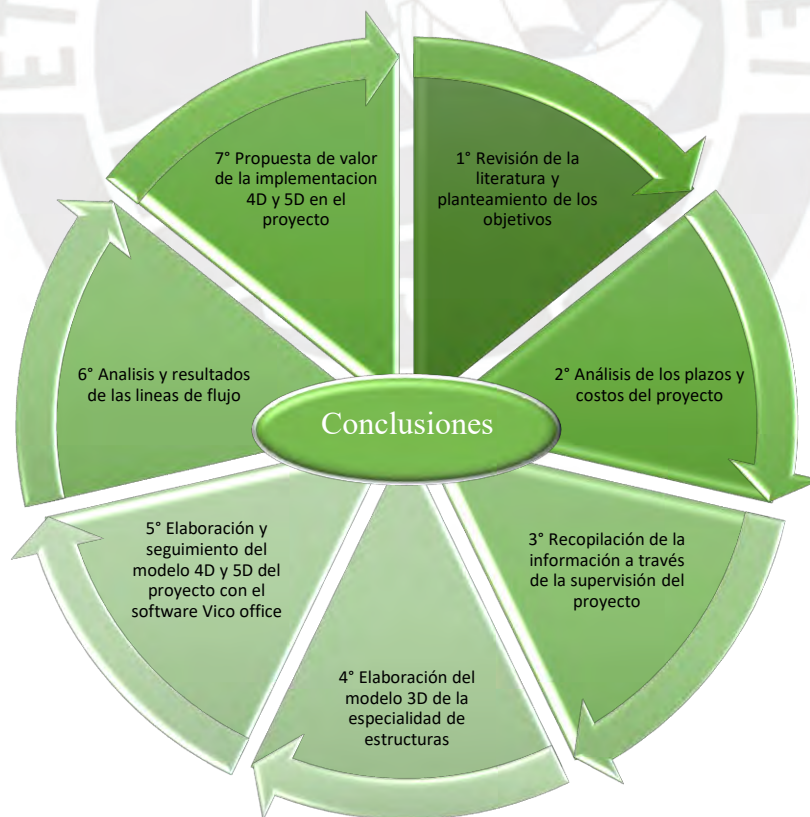 7° Propuesta de valor
de la implementacion
4D y 5D en el
proyecto
1° Revisión de la
literatura y
planteamiento de los
objetivos
6° Analisis y resultados
de las lineas de flujo
2° Análisis de los plazos y
costos del proyecto
Conclusiones
5° Elaboración y
seguimiento del
modelo 4D y 5D del
proyecto con el
software Vico office
3° Recopilación de la
información a través
de la supervisión del
proyecto
4° Elaboración del
modelo 3D de la
especialidad de
estructuras